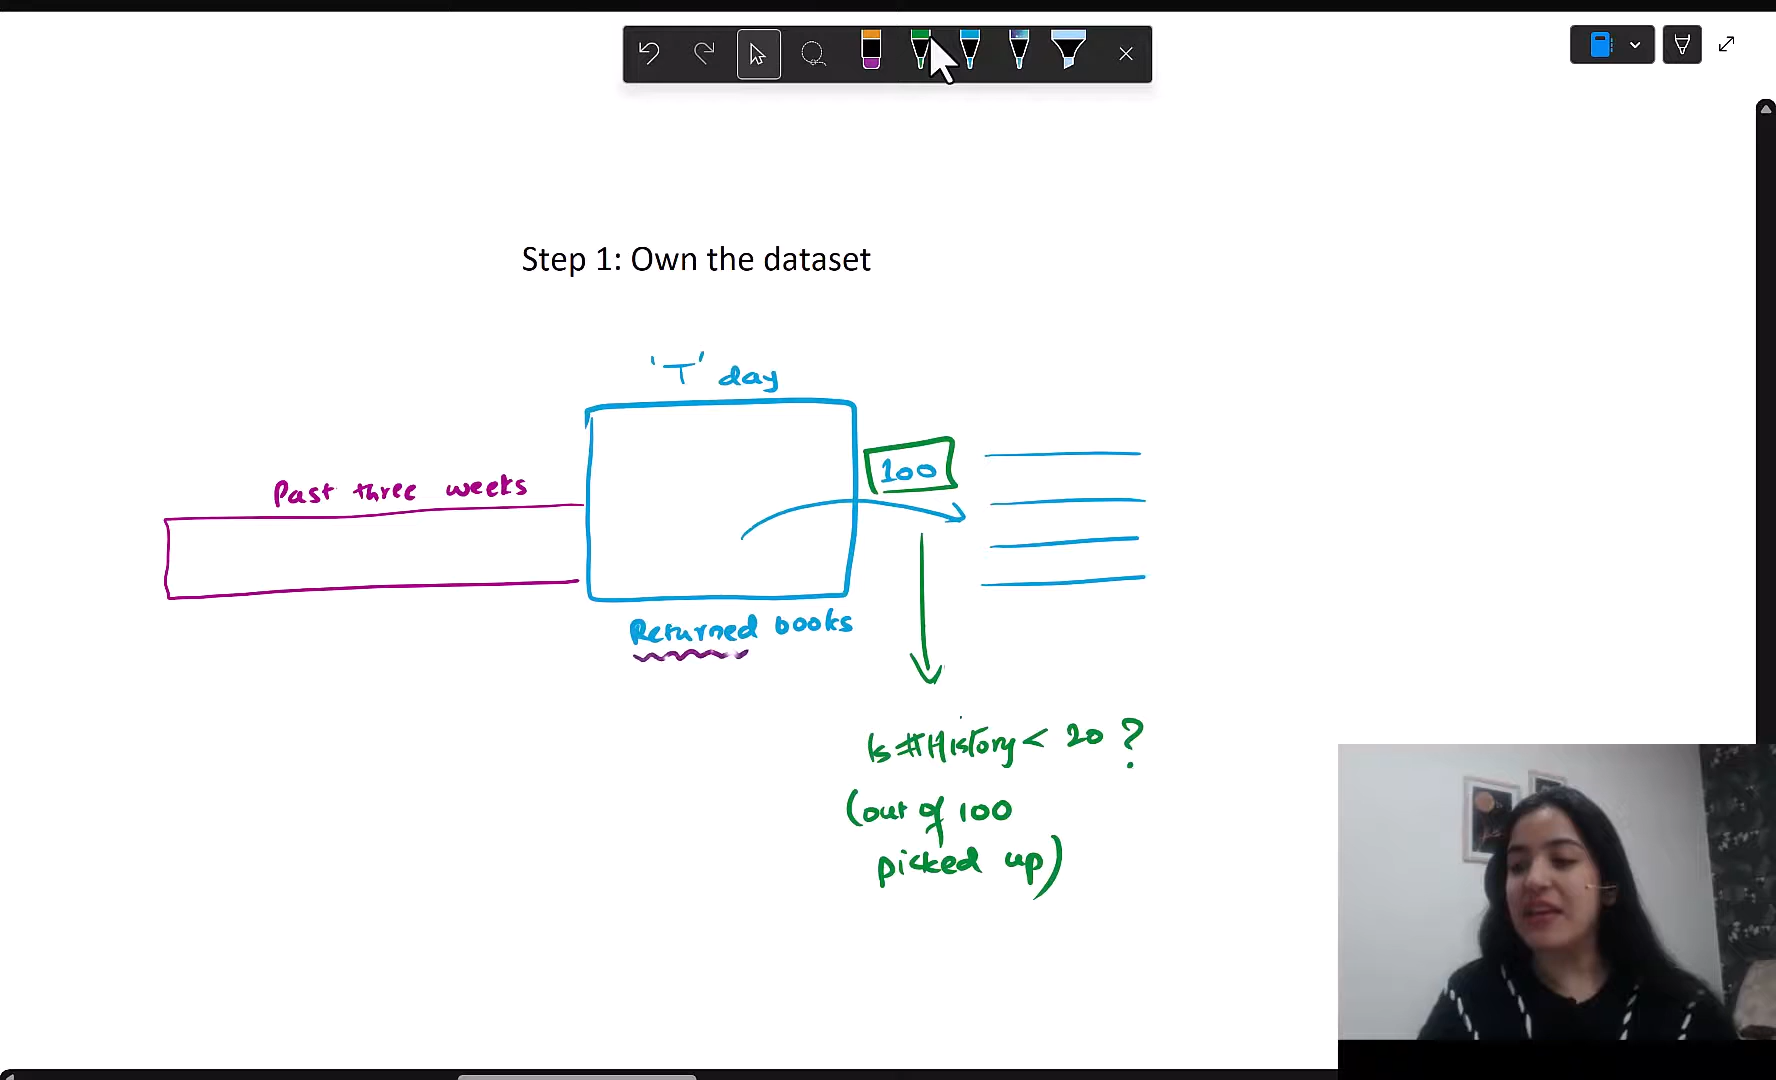 Step 1: Own the dataset
'T' day
100
Past three weeks
Returned books
Is #History < 20 ?
(out of 100
picked up)